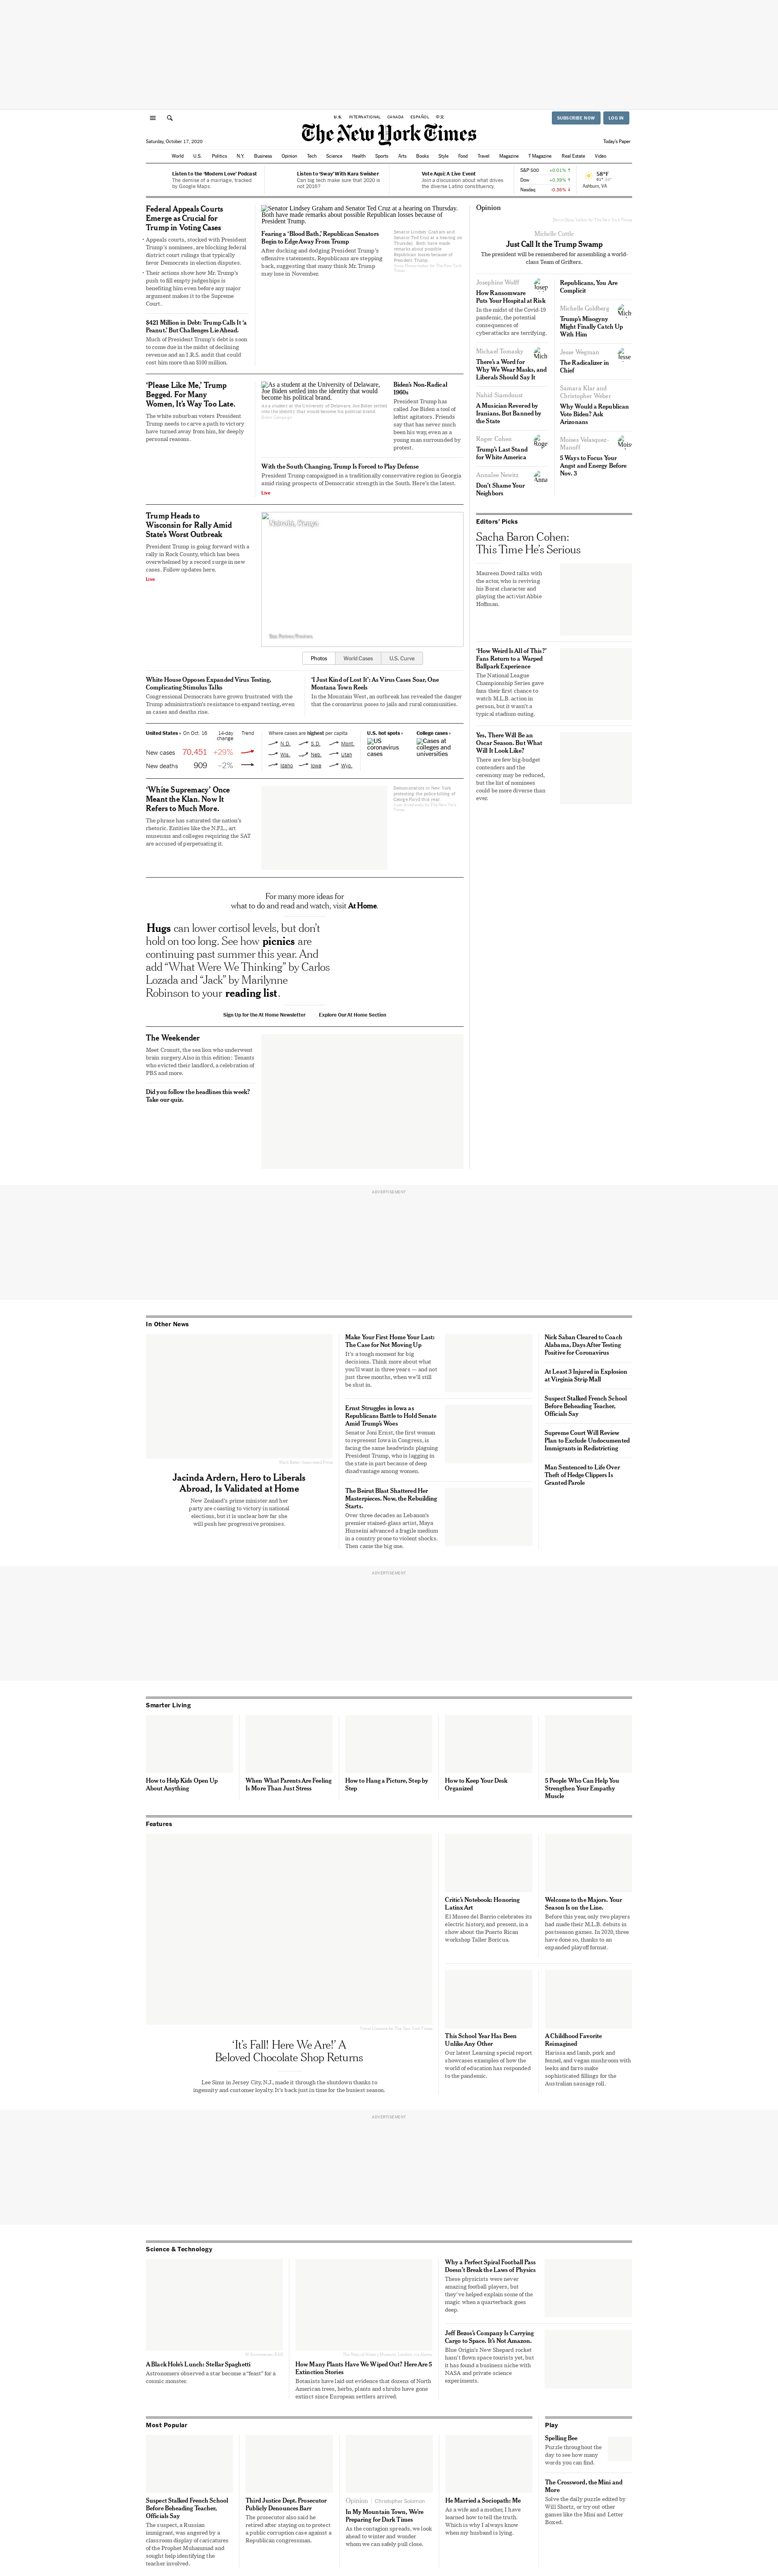 U.S.
INTERNATIONAL
CANADA
ESPAÑOL
中文
SUBSCRIBE NOW
LOG IN
The New York Times
Saturday, October 17, 2020
Today's Paper
World
U.S.
Politics
N.Y.
Business
Opinion
Tech
Science
Health
Sports
Arts
Books
Style
Food
Travel
Magazine
T Magazine
Real Estate
Video
Listen to the 'Modern Love' Podcast
The demise of a marriage, tracked
by Google Maps.
Listen to 'Sway' With Kara Swisher
Can big tech make sure that 2020 is
not 2016?
Vote Aquí: A Live Event
Join a discussion about what drives
the diverse Latino constituency.
S&P 500 +0.01% ↑
Dow +0.39% ↑
Nasdaq -0.36% ↓
58°F
Ashburn, VA
Federal Appeals Courts
Emerge as Crucial for
Trump in Voting Cases
• Appeals courts, stocked with President
Trump's nominees, are blocking federal
district court rulings that typically
favor Democrats in election disputes.
• Their actions show how Mr. Trump's
push to fill empty judgeships is
benefiting him even before any major
argument makes it to the Supreme
Court.
$421 Million in Debt: Trump Calls It 'a
Peanut.' But Challenges Lie Ahead.
Much of President Trump's debt is soon
to come due in the midst of declining
revenue and an I.R.S. audit that could
cost him more than $100 million.
Senator Lindsey Graham and Senator Ted Cruz at a hearing on Thursday.
Both have made remarks about possible Republican losses because of
President Trump.
Fearing a 'Blood Bath,' Republican Senators
Begin to Edge Away From Trump
After ducking and dodging President Trump's
offensive statements, Republicans are stepping
back, suggesting that many think Mr. Trump
may lose in November.
Senator Lindsey Graham and
Senator Ted Cruz at a hearing on
Thursday. Both have made
remarks about possible
Republican losses because of
President Trump.
'Please Like Me,' Trump
Begged. For Many
Women, It's Way Too Late.
The white suburban voters President
Trump needs to carve a path to victory
have turned away from him, for deeply
personal reasons.
As a student at the University of Delaware,
Joe Biden settled into the identity that would
become his political brand.
As a student at the University of Delaware, Joe Biden settled
into the identity that would become his political brand.
Biden Campaign
Biden's Non-Radical
1960s
President Trump has
called Joe Biden a tool of
leftist agitators. Friends
say that has never much
been his way, even as a
young man surrounded by
protest.
With the South Changing, Trump Is Forced to Play Defense
President Trump campaigned in a traditionally conservative region in Georgia
amid rising prospects of Democratic strength in the South. Here's the latest.
Live
Trump Heads to
Wisconsin for Rally Amid
State's Worst Outbreak
President Trump is going forward with a
rally in Rock County, which has been
overwhelmed by a record surge in new
cases. Follow updates here.
Live
Nairobi, Kenya
Photos
World Cases
U.S. Curve
White House Opposes Expanded Virus Testing,
Complicating Stimulus Talks
Congressional Democrats have grown frustrated with the
Trump administration's resistance to expanded testing, even
as cases and deaths rise.
'I Just Kind of Lost It': As Virus Cases Soar, One
Montana Town Reels
In the Mountain West, an outbreak has revealed the danger
that the coronavirus poses to jails and rural communities.
United States ›
On Oct. 16
14-day
change
Trend
New cases 70,451 +29%
New deaths 909 –2%
Where cases are highest per capita
N.D.
S.D.
Mont.
Wis.
Neb.
Utah
Idaho
Iowa
Wyo.
U.S. hot spots ›
US
coronavirus
cases
College cases ›
Cases at
colleges and
universities
'White Supremacy' Once
Meant the Klan. Now It
Refers to Much More.
The phrase has saturated the nation's
rhetoric. Entities like the N.F.L., art
museums and colleges requiring the SAT
are accused of perpetuating it.
Demonstrators in New York
protesting the police killing of
George Floyd this year.
For many more ideas for
what to do and read and watch, visit At Home.
Hugs can lower cortisol levels, but don't
hold on too long. See how picnics are
continuing past summer this year. And
add "What Were We Thinking" by Carlos
Lozada and "Jack" by Marilynne
Robinson to your reading list.
Sign Up for the At Home Newsletter
Explore Our At Home Section
The Weekender
Meet Cronutt, the sea lion who underwent
brain surgery. Also in this edition: Tenants
who evicted their landlord, a celebration of
PBS and more.
Did you follow the headlines this week?
Take our quiz.
Opinion
Michelle Cottle
Just Call It the Trump Swamp
The president will be remembered for assembling a world-
class Team of Grifters.
Josephine Wolff
How Ransomware
Puts Your Hospital at Risk
In the midst of the Covid-19
pandemic, the potential
consequences of
cyberattacks are terrifying.
Michael Tomasky
There's a Word for
Why We Wear Masks, and
Liberals Should Say It
Nahid Siamdoust
A Musician Revered by
Iranians, But Banned by
the State
Roger Cohen
Trump's Last Stand
for White America
Annalee Newitz
Don't Shame Your
Neighbors
Republicans, You Are
Complicit
Michelle Goldberg
Trump's Misogyny
Might Finally Catch Up
With Him
Jesse Wegman
The Radicalizer in
Chief
Samara Klar and
Christopher Weber
Why Would a Republican
Vote Biden? Ask
Arizonans
Moises Velasquez-
Manoff
5 Ways to Focus Your
Angst and Energy Before
Nov. 3
Editors' Picks
Sacha Baron Cohen:
This Time He's Serious
Maureen Dowd talks with
the actor, who is reviving
his Borat character and
playing the activist Abbie
Hoffman.
'How Weird Is All of This?'
Fans Return to a Warped
Ballpark Experience
The National League
Championship Series gave
fans their first chance to
watch M.L.B. action in
person, but it wasn't a
typical stadium outing.
Yes, There Will Be an
Oscar Season. But What
Will It Look Like?
There are few big-budget
contenders and the
ceremony may be reduced,
but the list of nominees
could be more diverse than
ever.
ADVERTISEMENT
In Other News
Jacinda Ardern, Hero to Liberals
Abroad, Is Validated at Home
New Zealand's prime minister and her
party are coasting to victory in national
elections, but it is unclear how far she
will push her progressive promises.
Make Your First Home Your Last:
The Case for Not Moving Up
It's a tough moment for big
decisions. Think more about what
you'll want in three years — and not
just three months, when we'll still
be shut in.
Ernst Struggles in Iowa as
Republicans Battle to Hold Senate
Amid Trump's Woes
Senator Joni Ernst, the first woman
to represent Iowa in Congress, is
facing the same headwinds plaguing
President Trump, who is lagging in
the state in part because of deep
disadvantage among women.
The Beirut Blast Shattered Her
Masterpieces. Now, the Rebuilding
Starts.
Over three decades as Lebanon's
premier stained-glass artist, Maya
Husseini advanced a fragile medium
in a country prone to violent shocks.
Then came the big one.
Nick Saban Cleared to Coach
Alabama, Days After Testing
Positive for Coronavirus
At Least 3 Injured in Explosion
at Virginia Strip Mall
Suspect Stalked French School
Before Beheading Teacher,
Officials Say
Supreme Court Will Review
Plan to Exclude Undocumented
Immigrants in Redistricting
Man Sentenced to Life Over
Theft of Hedge Clippers Is
Granted Parole
ADVERTISEMENT
Smarter Living
How to Help Kids Open Up
About Anything
When What Parents Are Feeling
Is More Than Just Stress
How to Hang a Picture, Step by
Step
How to Keep Your Desk
Organized
5 People Who Can Help You
Strengthen Your Empathy
Muscle
Features
'It's Fall! Here We Are!' A
Beloved Chocolate Shop Returns
Lee Sims in Jersey City, N.J., made it through the shutdown thanks to
ingenuity and customer loyalty. It's back just in time for the busiest season.
Critic's Notebook: Honoring
Latinx Art
El Museo del Barrio celebrates its
electric history, and present, in a
show about the Puerto Rican
workshop Taller Boricua.
Welcome to the Majors. Your
Season Is on the Line.
Before this year, only two players
had made their M.L.B. debuts in
postseason games. In 2020, three
have done so, thanks to an
expanded playoff format.
This School Year Has Been
Unlike Any Other
Our latest Learning special report
showcases examples of how the
world of education has responded
to the pandemic.
A Childhood Favorite
Reimagined
Harissa and lamb, pork and
fennel, and vegan mushroom with
leeks and farro make
sophisticated fillings for the
Australian sausage roll.
ADVERTISEMENT
Science & Technology
A Black Hole's Lunch: Stellar Spaghetti
Astronomers observed a star become a "feast" for a
cosmic monster.
How Many Plants Have We Wiped Out? Here Are 5
Extinction Stories
Botanists have laid out evidence that dozens of North
American trees, herbs, plants and shrubs have gone
extinct since European settlers arrived.
Why a Perfect Spiral Football Pass
Doesn't Break the Laws of Physics
These physicists were never
amazing football players, but
they've helped explain some of the
magic when a quarterback goes
deep.
Jeff Bezos's Company Is Carrying
Cargo to Space. It's Not Amazon.
Blue Origin's New Shepard rocket
hasn't flown space tourists yet, but
it has found a business niche with
NASA and private science
experiments.
Most Popular
Suspect Stalked French School
Before Beheading Teacher,
Officials Say
The suspect, a Russian
immigrant, was angered by a
classroom display of caricatures
of the Prophet Muhammad and
sought help identifying the
teacher involved.
Third Justice Dept. Prosecutor
Publicly Denounces Barr
The prosecutor also said he
retired after staying on to protect
a public corruption case against a
Republican congressman.
Opinion | Christopher Solomon
In My Mountain Town, We're
Preparing for Dark Times
As the contagion spreads, we look
ahead to winter and wonder
whom we can safely pull close.
He Married a Sociopath: Me
As a wife and a mother, I have
learned how to tell the truth.
Which is why I always know
when my husband is lying.
Play
Spelling Bee
Puzzle throughout the
day to see how many
words you can find.
The Crossword, the Mini and
More
Solve the daily puzzle edited by
Will Shortz, or try out other
games like the Mini and Letter
Boxed.